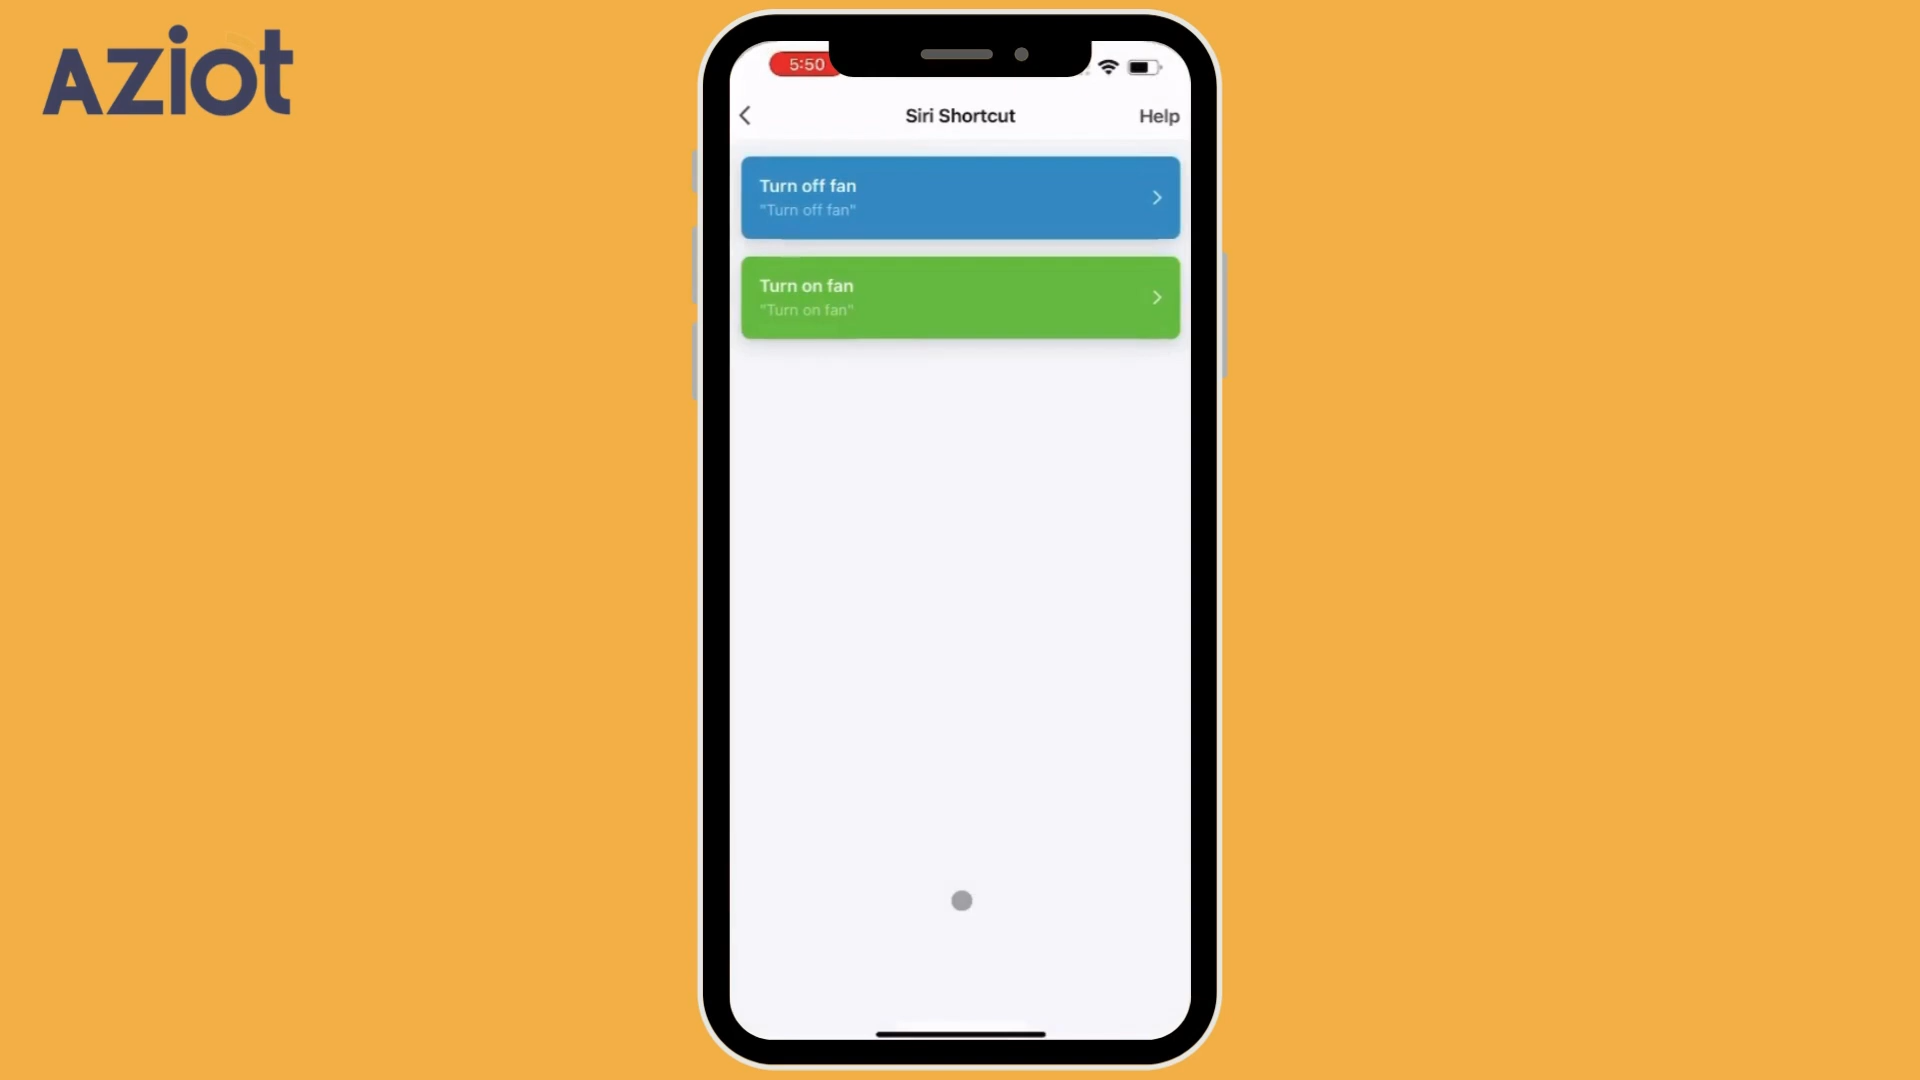 Aziot
5:50
Siri Shortcut
Help
Turn off fan
"Turn off fan"
Turn on fan
"Turn on fan"